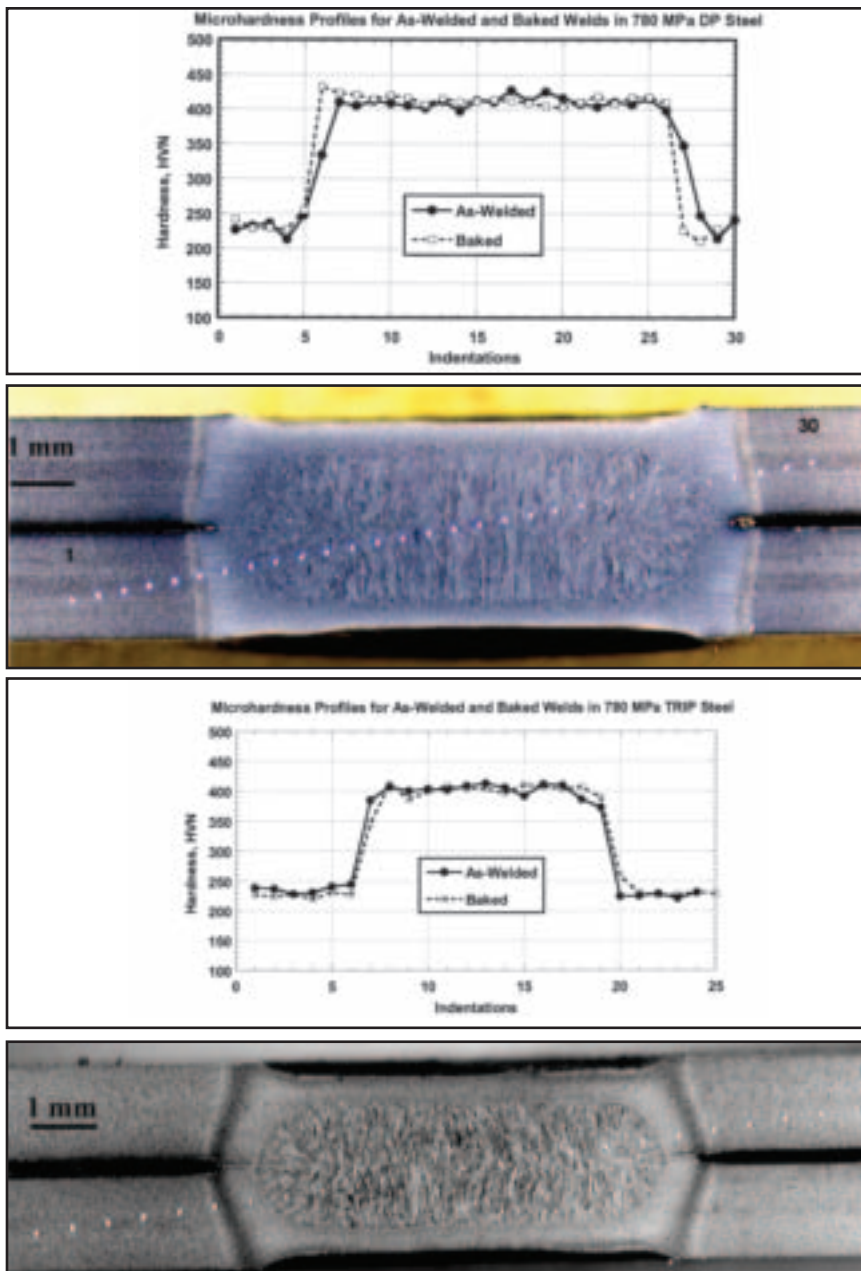 Microhardness Profiles for As-Welded and Baked Welds in 780 MPa DP Steel
500
450
400
350
300
250
200
150
100
Hardness, HVN
As-Welded
Baked
0 5 10 15 20 25 30
Indentations
1 mm
30
1
Microhardness Profiles for As-Welded and Baked Welds in 780 MPa TRIP Steel
500
450
400
350
300
250
200
150
100
Hardness, HVN
As-Welded
Baked
0 5 10 15 20 25
Indentations
1 mm